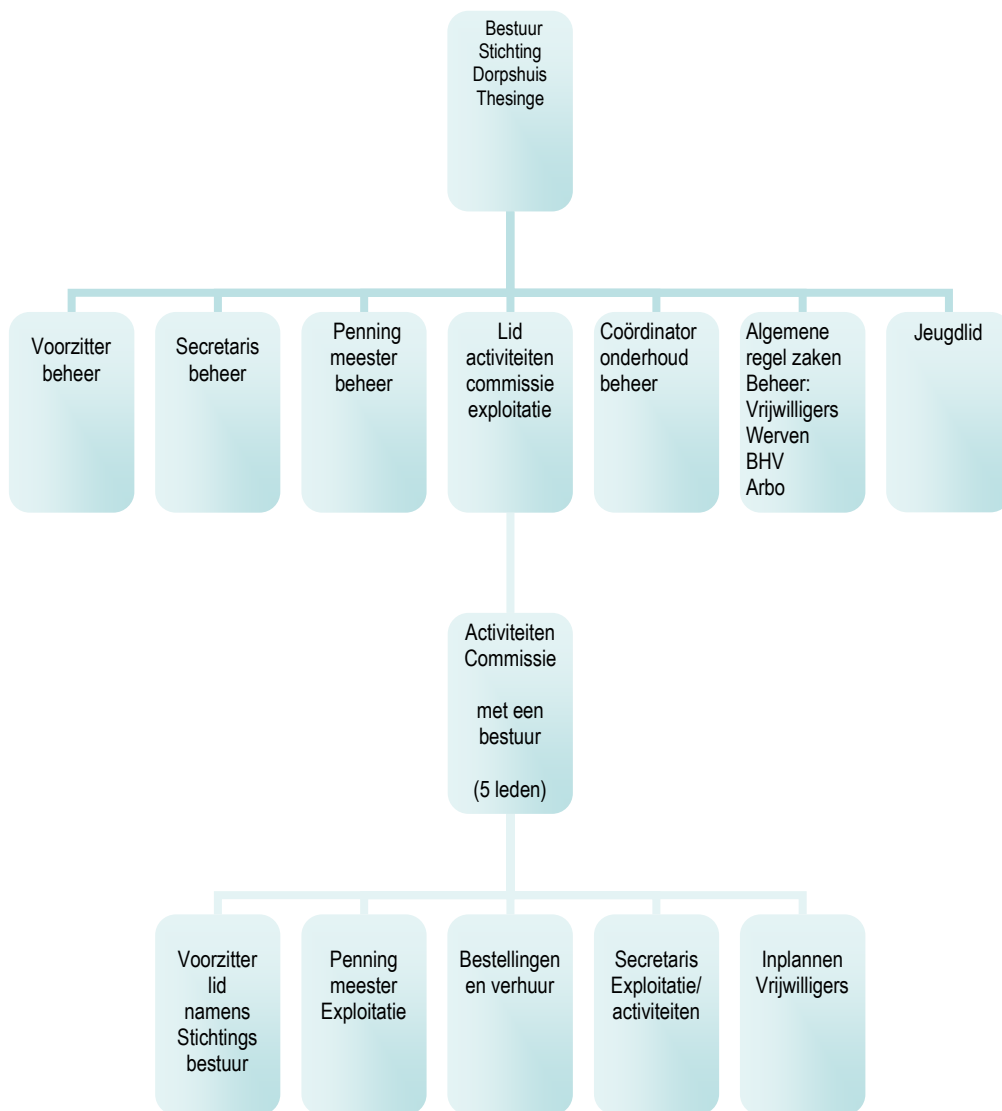 Bestuur
Stichting
Dorpshuis
Thesinge
Voorzitter
beheer
Secretaris
beheer
Penning
meester
beheer
Lid
activiteiten
commissie
exploitatie
Coördinator
onderhoud
beheer
Algemene
regel zaken
Beheer:
Vrijwilligers
Werven
BHV
Arbo
Jeugdlid
Activiteiten
Commissie
met een
bestuur
(5 leden)
Voorzitter
lid
namens
Stichtings
bestuur
Penning
meester
Exploitatie
Bestellingen
en verhuur
Secretaris
Exploitatie/
activiteiten
Inplannen
Vrijwilligers